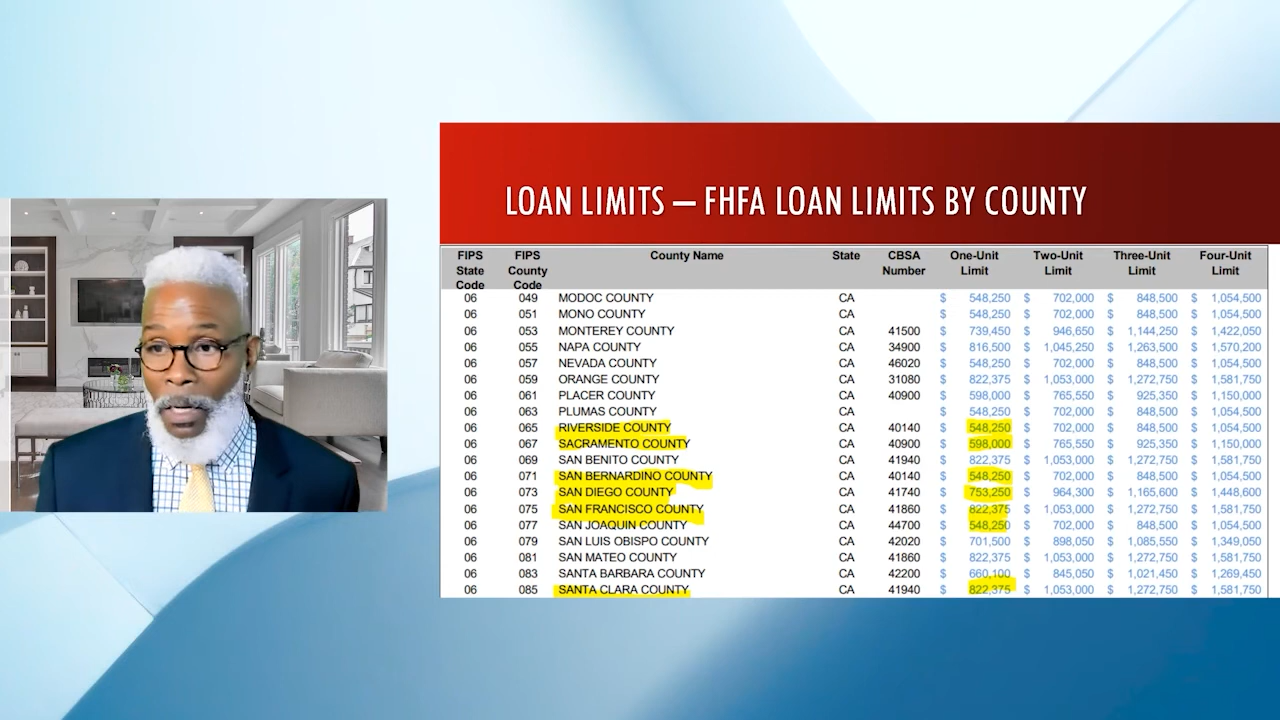 LOAN LIMITS – FHFA LOAN LIMITS BY COUNTY
FIPS State Code FIPS County Code County Name State CBSA Number One-Unit Limit Two-Unit Limit Three-Unit Limit Four-Unit Limit
06 049 MODOC COUNTY CA $ 548,250 $ 702,000 $ 848,500 $ 1,054,500
06 051 MONO COUNTY CA $ 548,250 $ 702,000 $ 848,500 $ 1,054,500
06 053 MONTEREY COUNTY CA 41500 $ 739,450 $ 946,650 $ 1,144,250 $ 1,422,050
06 055 NAPA COUNTY CA 34900 $ 816,500 $ 1,045,250 $ 1,263,500 $ 1,570,200
06 057 NEVADA COUNTY CA 46020 $ 548,250 $ 702,000 $ 848,500 $ 1,054,500
06 059 ORANGE COUNTY CA 31080 $ 822,375 $ 1,053,000 $ 1,272,750 $ 1,581,750
06 061 PLACER COUNTY CA 40900 $ 598,000 $ 765,550 $ 925,350 $ 1,150,000
06 063 PLUMAS COUNTY CA $ 548,250 $ 702,000 $ 848,500 $ 1,054,500
06 065 RIVERSIDE COUNTY CA 40140 $ 548,250 $ 702,000 $ 848,500 $ 1,054,500
06 067 SACRAMENTO COUNTY CA 40900 $ 598,000 $ 765,550 $ 925,350 $ 1,150,000
06 069 SAN BENITO COUNTY CA 41940 $ 822,375 $ 1,053,000 $ 1,272,750 $ 1,581,750
06 071 SAN BERNARDINO COUNTY CA 40140 $ 548,250 $ 702,000 $ 848,500 $ 1,054,500
06 073 SAN DIEGO COUNTY CA 41740 $ 753,250 $ 964,300 $ 1,165,600 $ 1,448,600
06 075 SAN FRANCISCO COUNTY CA 41860 $ 822,375 $ 1,053,000 $ 1,272,750 $ 1,581,750
06 077 SAN JOAQUIN COUNTY CA 44700 $ 548,250 $ 702,000 $ 848,500 $ 1,054,500
06 079 SAN LUIS OBISPO COUNTY CA 42020 $ 701,500 $ 898,050 $ 1,085,550 $ 1,349,050
06 081 SAN MATEO COUNTY CA 41860 $ 822,375 $ 1,053,000 $ 1,272,750 $ 1,581,750
06 083 SANTA BARBARA COUNTY CA 42200 $ 660,100 $ 845,050 $ 1,021,450 $ 1,269,450
06 085 SANTA CLARA COUNTY CA 41940 $ 822,375 $ 1,053,000 $ 1,272,750 $ 1,581,750